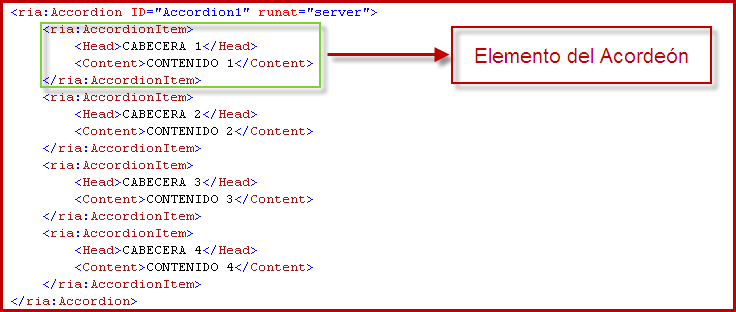 <ria:Accordion ID="Accordion1" runat="server">
<ria:AccordionItem>
<Head>CABECERA 1</Head>
<Content>CONTENIDO 1</Content>
</ria:AccordionItem>
Elemento del Acordeón
<ria:AccordionItem>
<Head>CABECERA 2</Head>
<Content>CONTENIDO 2</Content>
</ria:AccordionItem>
<ria:AccordionItem>
<Head>CABECERA 3</Head>
<Content>CONTENIDO 3</Content>
</ria:AccordionItem>
<ria:AccordionItem>
<Head>CABECERA 4</Head>
<Content>CONTENIDO 4</Content>
</ria:AccordionItem>
</ria:Accordion>